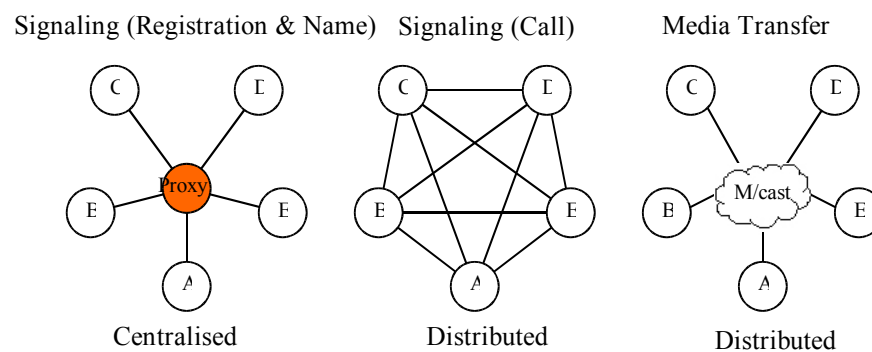 Signaling (Registration & Name)
Signaling (Call)
Media Transfer
C
Proxy
B
A
C
B
A
C
M/cast
B
A
Centralised
Distributed
Distributed